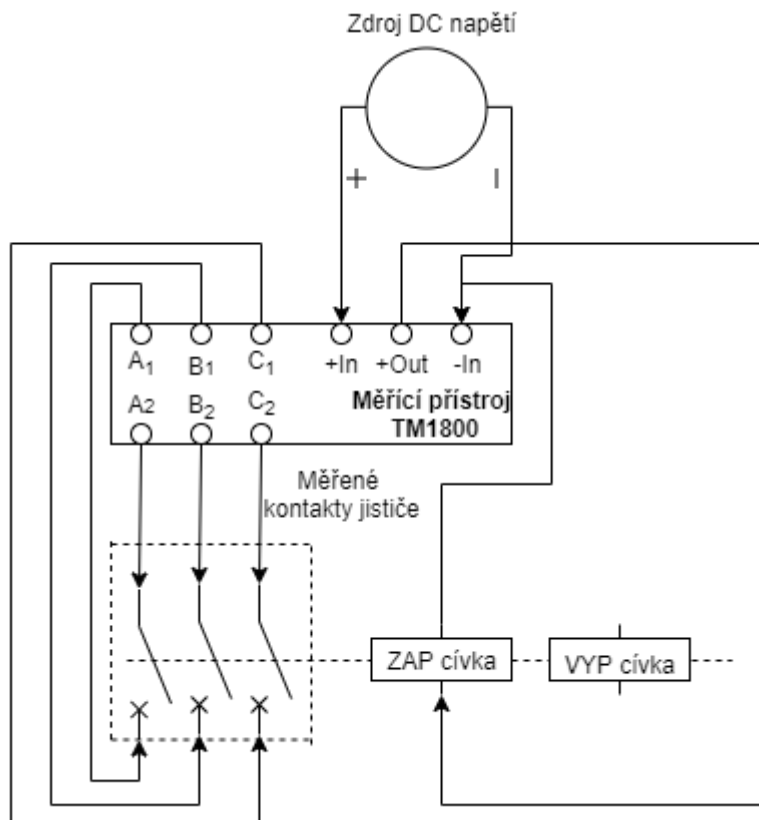 Zdroj DC napětí
+
A1
B1
C1
+In
+Out
-In
A2
B2
C2
Měřící přístroj
TM1800
Měřené
kontakty jističe
ZAP cívka
VYP cívka